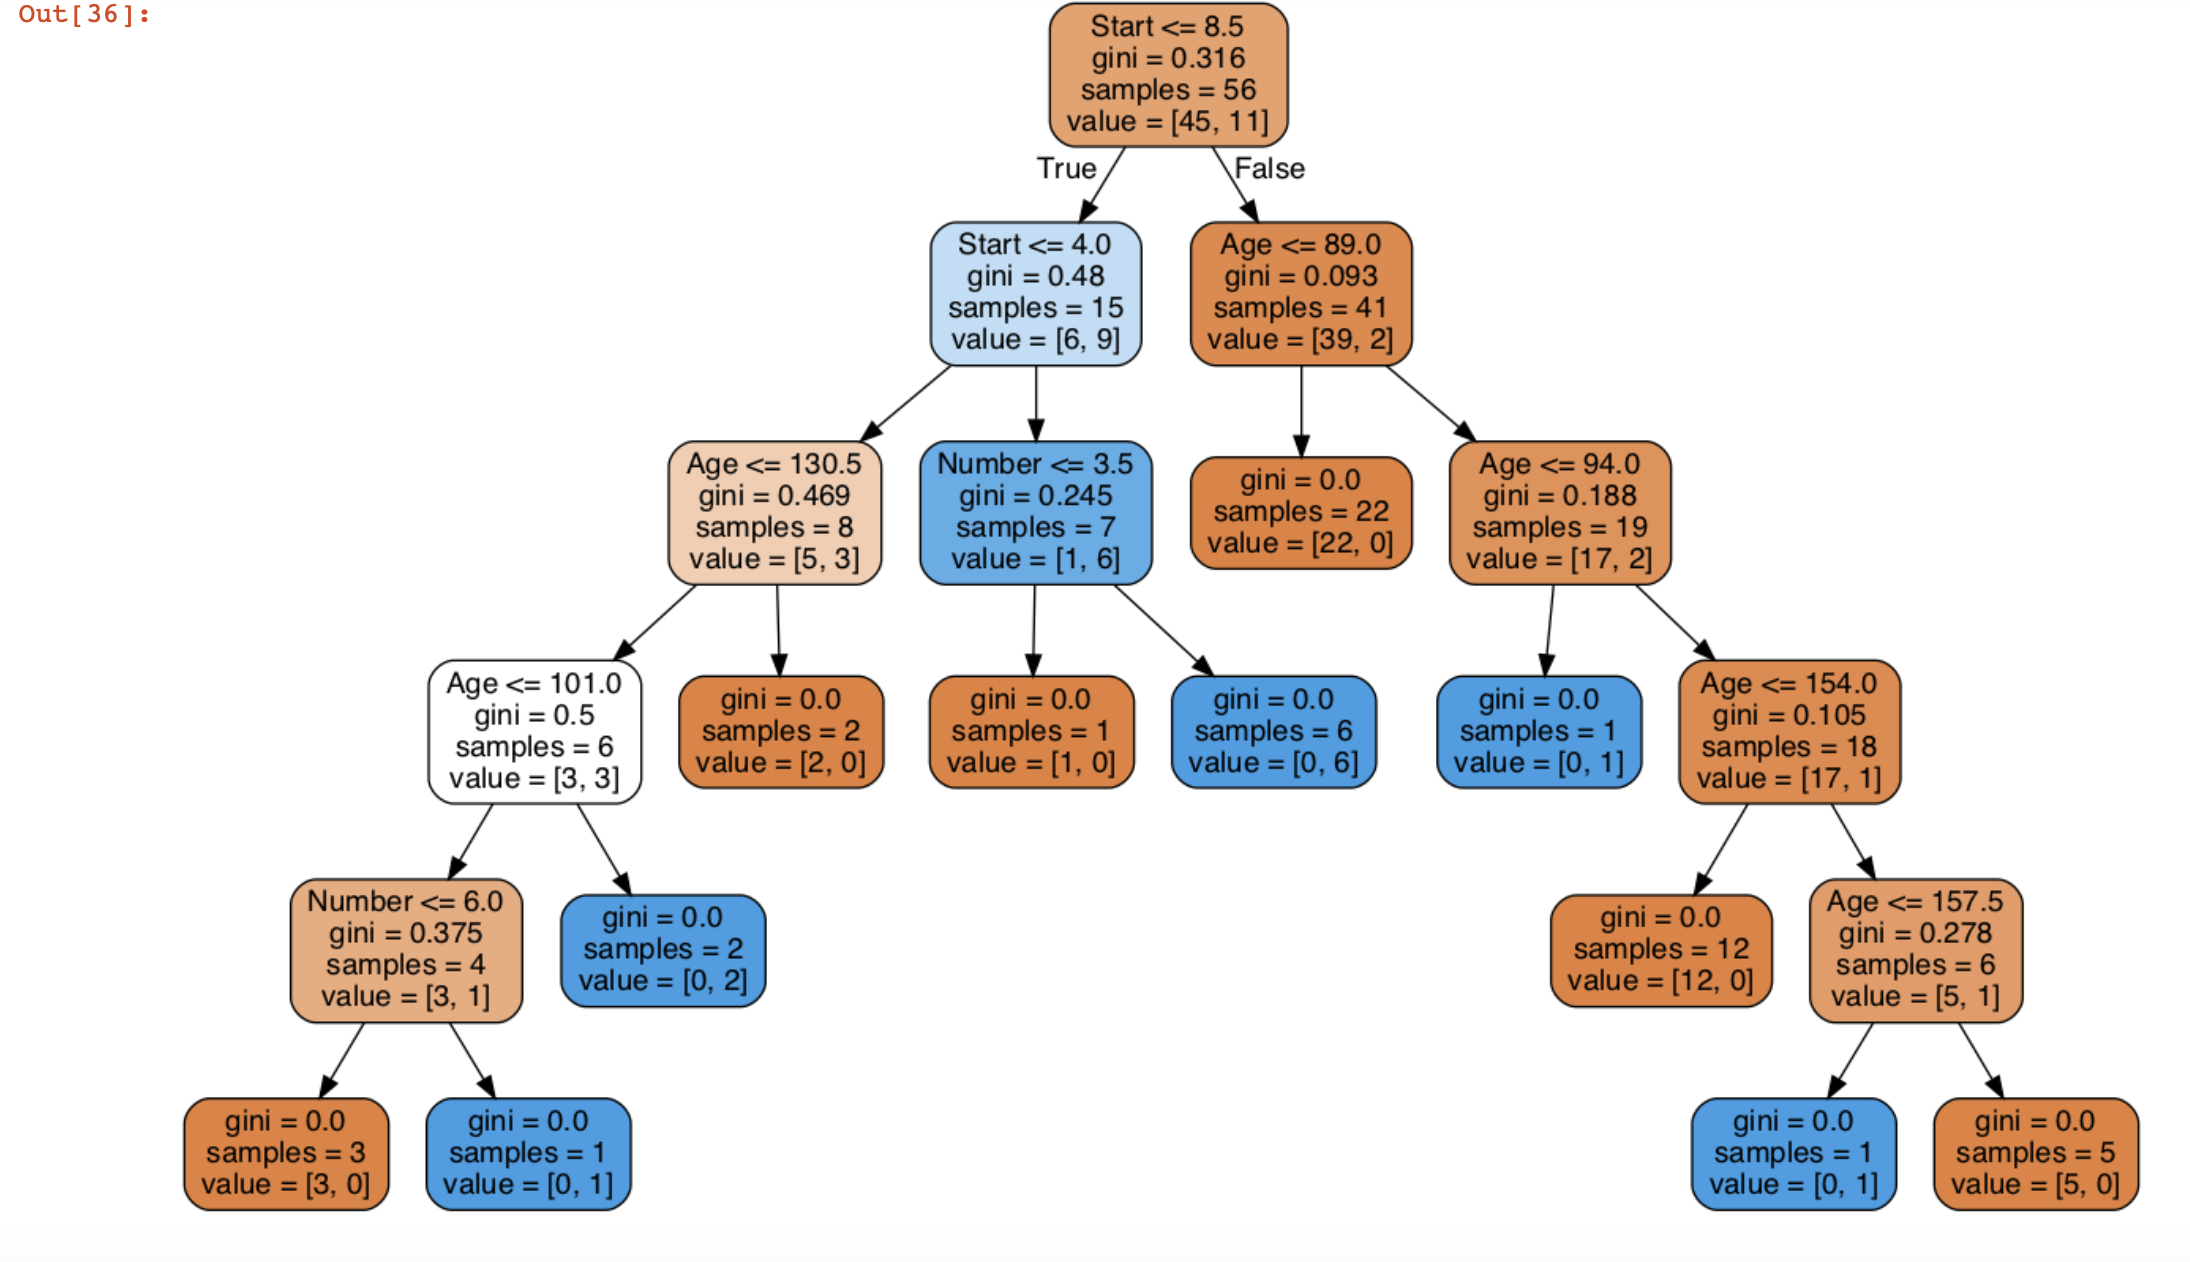 Out[36]:
Start <= 8.5
gini = 0.316
samples = 56
value = [45, 11]
True
False
Start <= 4.0
gini = 0.48
samples = 15
value = [6, 9]
Age <= 89.0
gini = 0.093
samples = 41
value = [39, 2]
Age <= 130.5
gini = 0.469
samples = 8
value = [5, 3]
Number <= 3.5
gini = 0.245
samples = 7
value = [1, 6]
gini = 0.0
samples = 22
value = [22, 0]
Age <= 94.0
gini = 0.188
samples = 19
value = [17, 2]
Age <= 101.0
gini = 0.5
samples = 6
value = [3, 3]
gini = 0.0
samples = 2
value = [2, 0]
gini = 0.0
samples = 1
value = [1, 0]
gini = 0.0
samples = 6
value = [0, 6]
gini = 0.0
samples = 1
value = [0, 1]
Age <= 154.0
gini = 0.105
samples = 18
value = [17, 1]
Number <= 6.0
gini = 0.375
samples = 4
value = [3, 1]
gini = 0.0
samples = 2
value = [0, 2]
gini = 0.0
samples = 12
value = [12, 0]
Age <= 157.5
gini = 0.278
samples = 6
value = [5, 1]
gini = 0.0
samples = 3
value = [3, 0]
gini = 0.0
samples = 1
value = [0, 1]
gini = 0.0
samples = 1
value = [0, 1]
gini = 0.0
samples = 5
value = [5, 0]